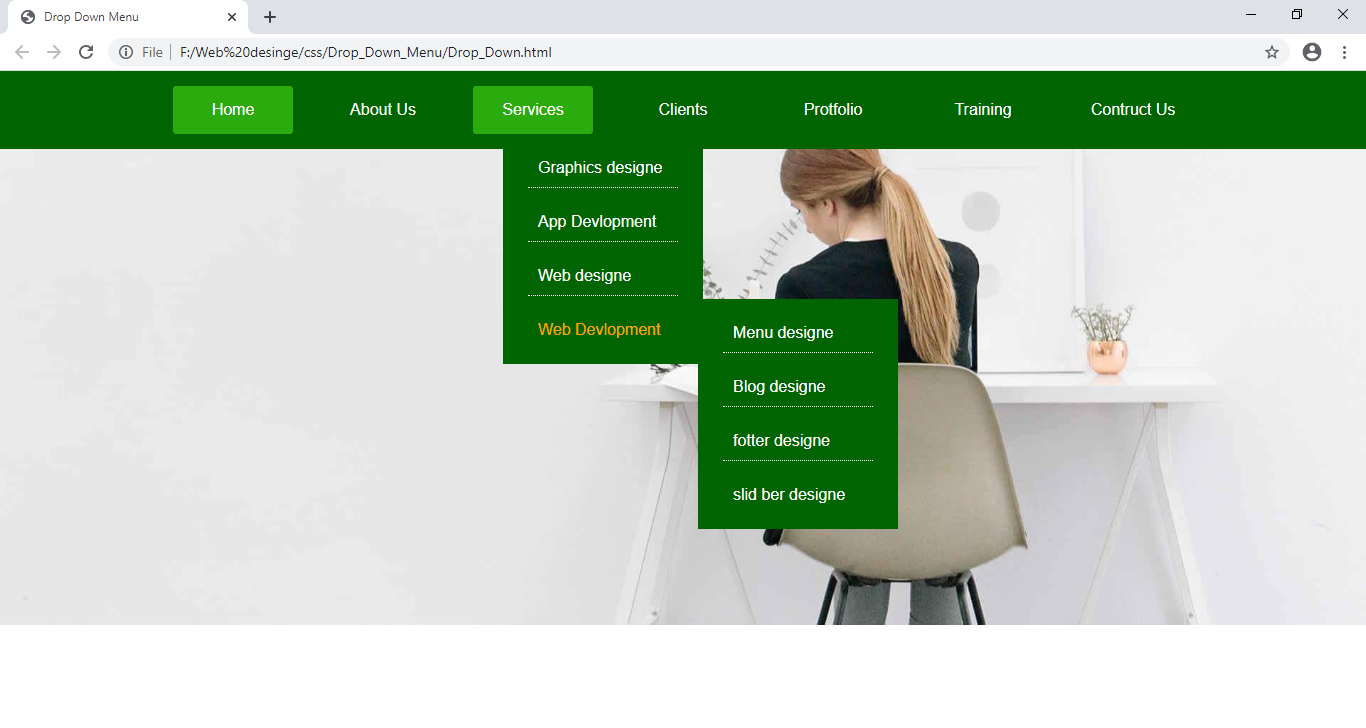 Drop Down Menu
File F:/Web%20desinge/css/Drop_Down_Menu/Drop_Down.html
Home About Us Services Clients Protfolio Training Contruct Us
Graphics designe
App Devlopment
Web designe
Web Devlopment
Menu designe
Blog designe
fotter designe
slid ber designe